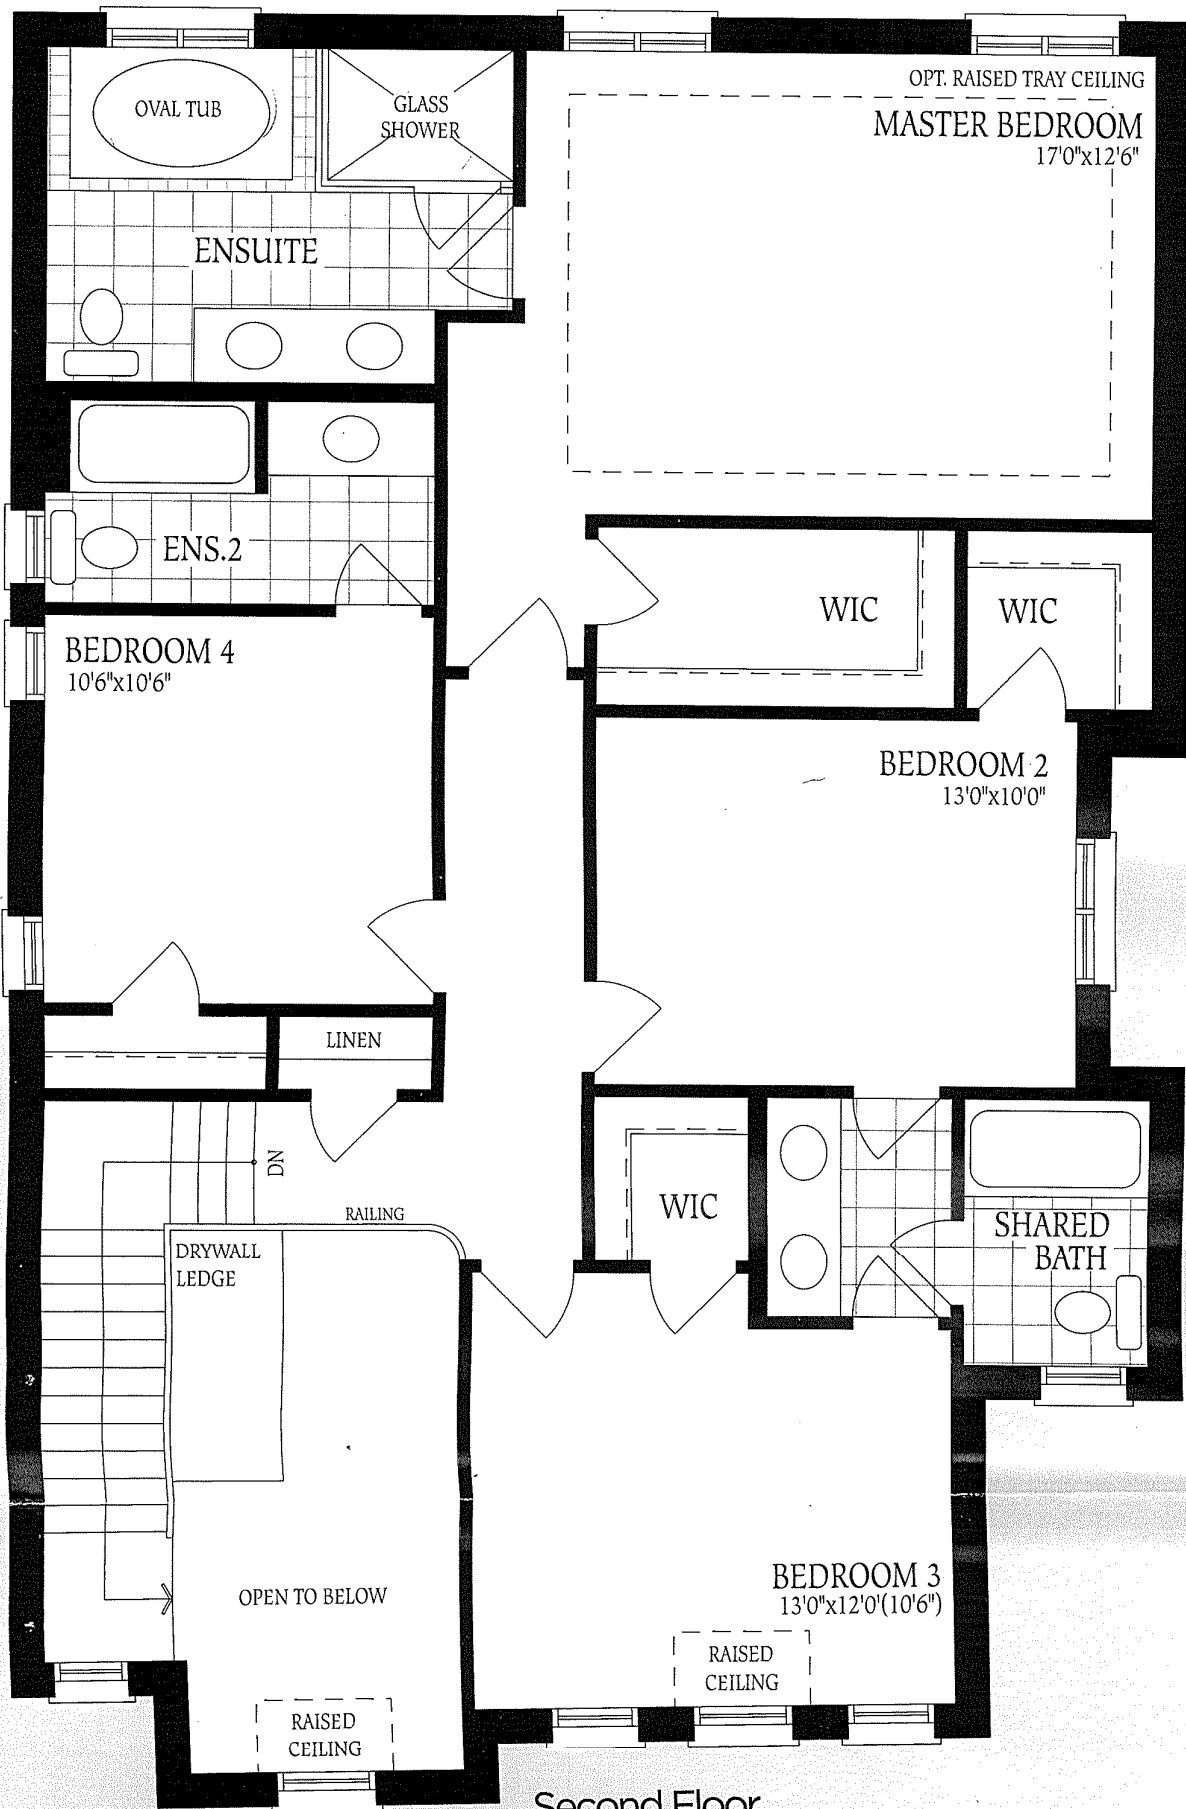 OVAL TUB
GLASS
SHOWER
OPT. RAISED TRAY CEILING
MASTER BEDROOM
17'0"x12'6"
ENSUITE
ENS.2
WIC
WIC
BEDROOM 4
10'6"x10'6"
BEDROOM 2
13'0"x10'0"
LINEN
DN
RAILING
WIC
DRYWALL
LEDGE
SHARED
BATH
OPEN TO BELOW
BEDROOM 3
13'0"x12'0'(10'6")
RAISED
CEILING
RAISED
CEILING
Second Floor